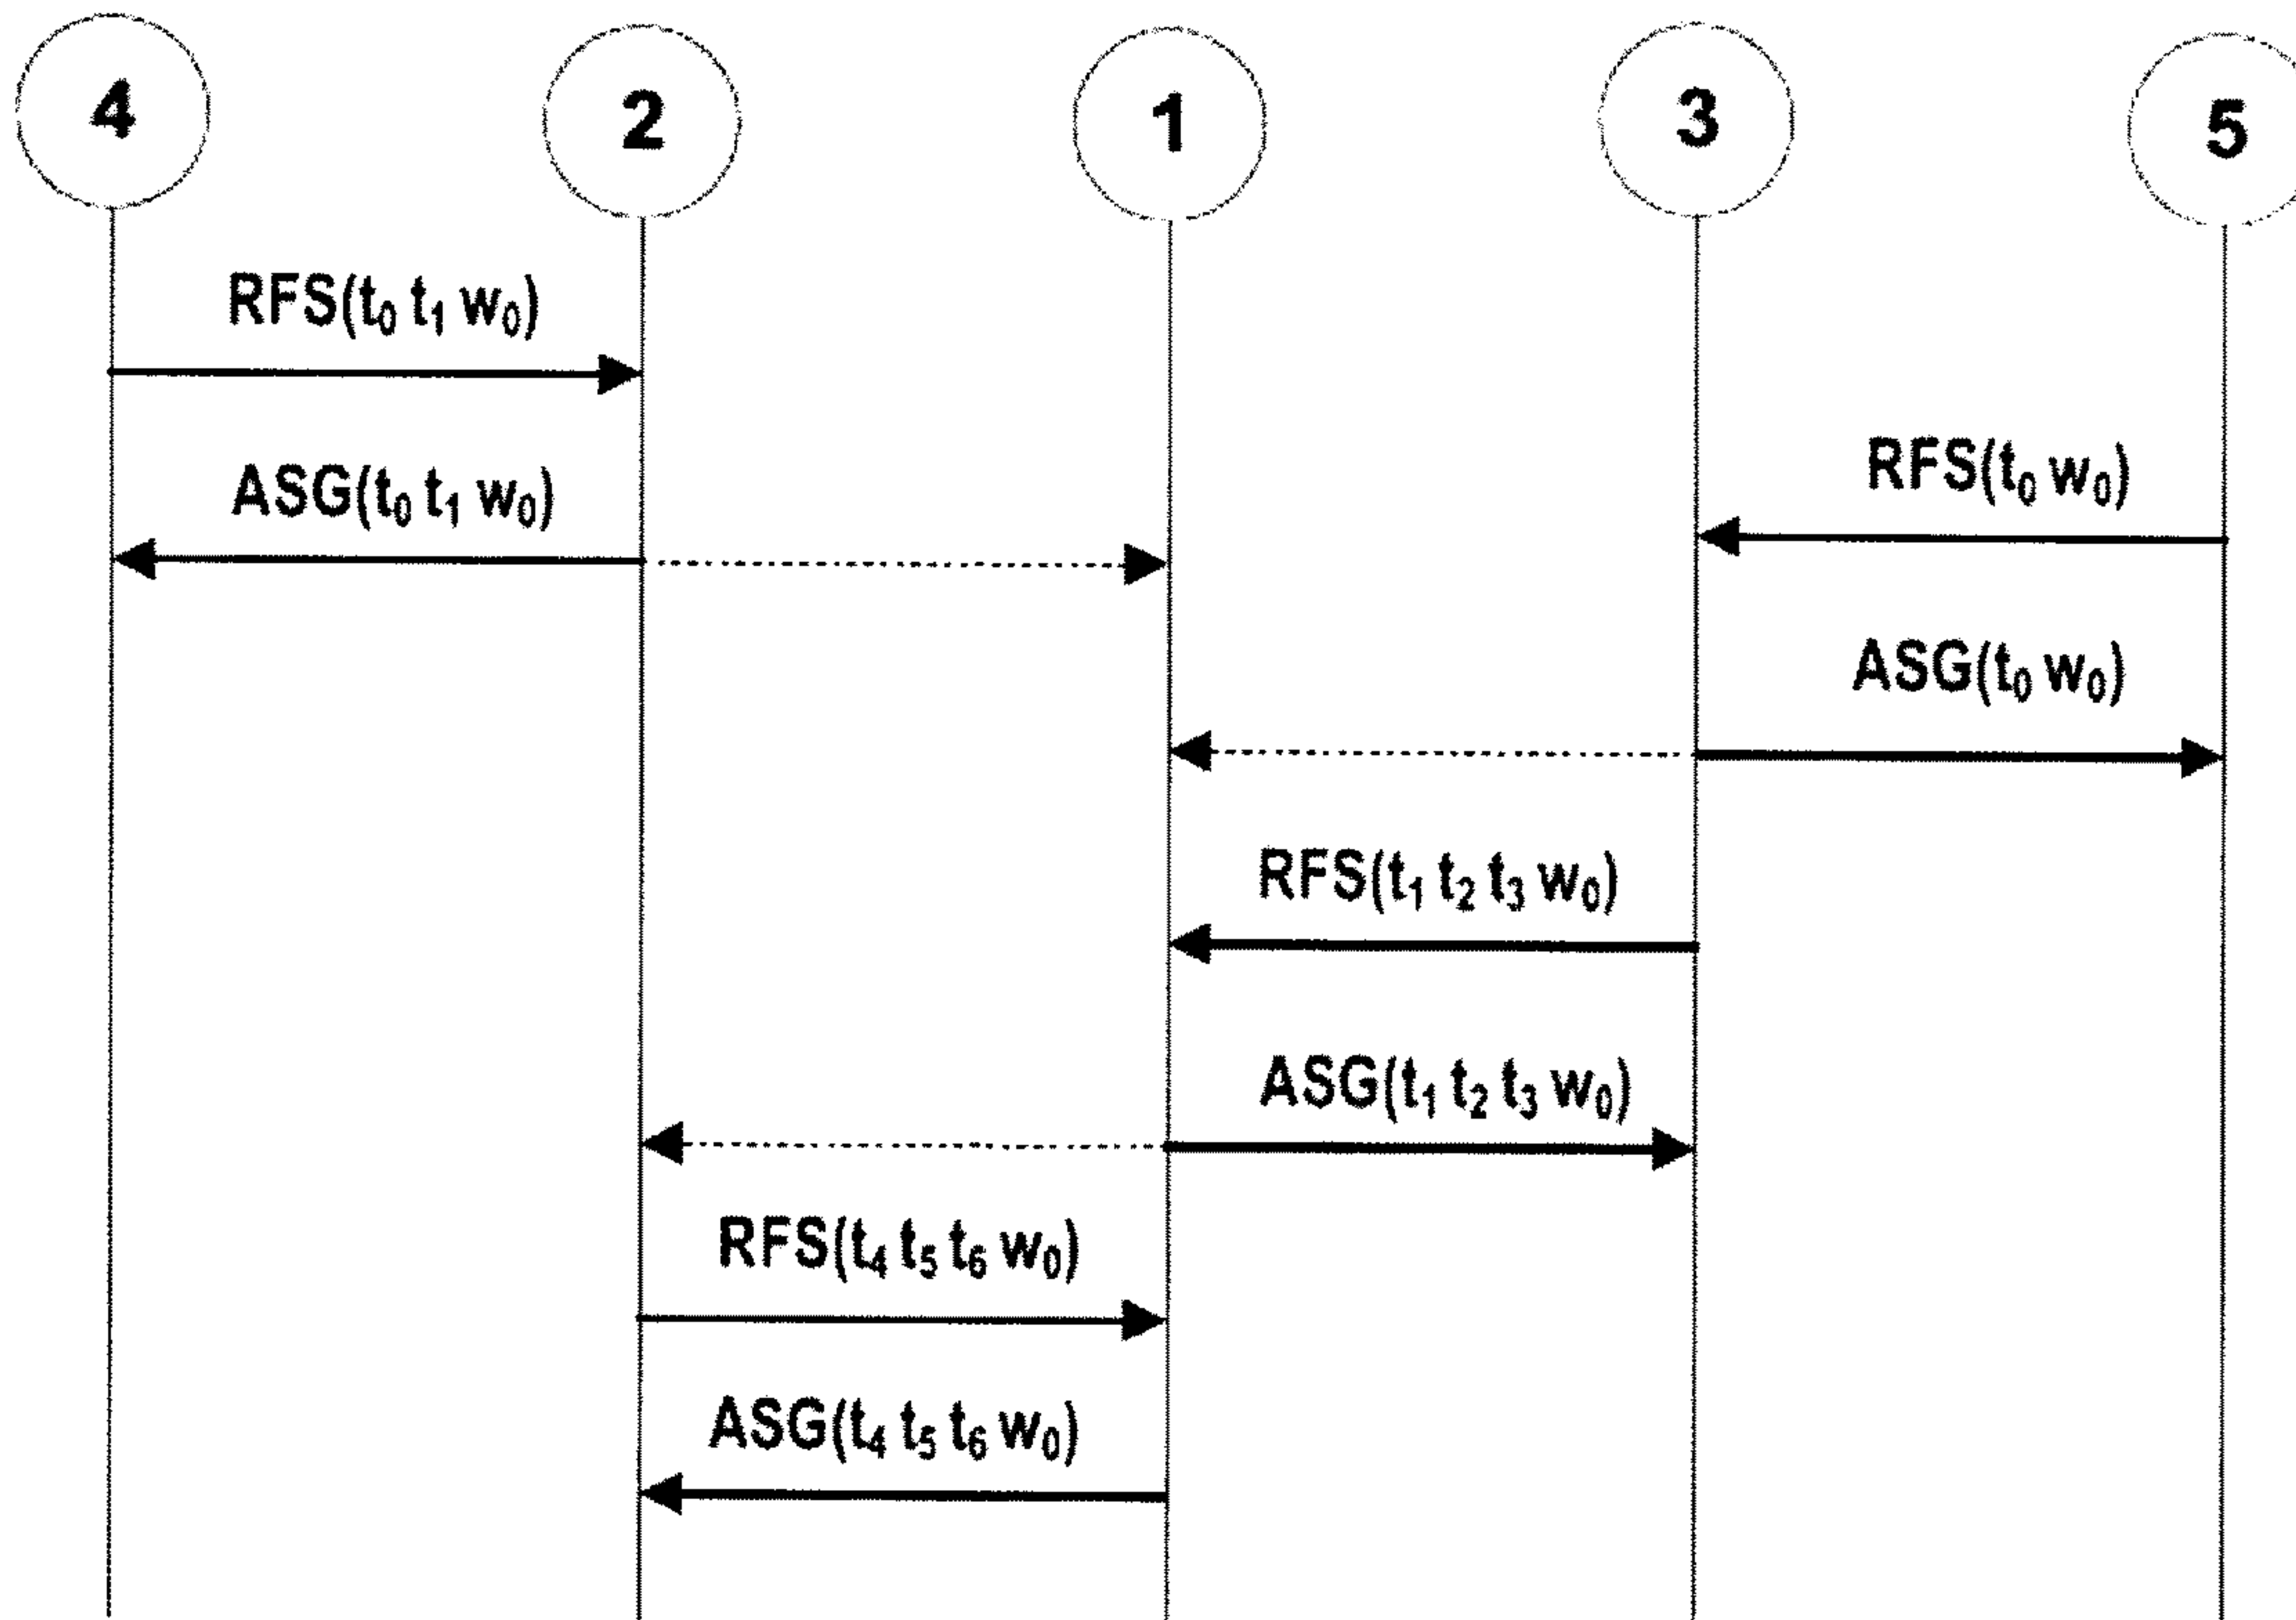 4 2 1 3 5
RFS(t₀ t₁ w₀)
RFS(t₀ w₀)
ASG(t₀ t₁ w₀)
ASG(t₀ w₀)
RFS(t₁ t₂ t₃ w₀)
ASG(t₁ t₂ t₃ w₀)
RFS(t₄ t₅ t₆ w₀)
ASG(t₄ t₅ t₆ w₀)